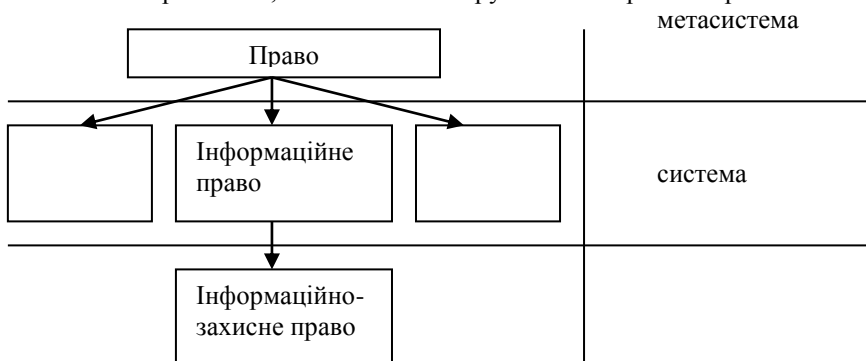 метасистема
Право
Інформаційне
право
система
Інформаційно-
захисне право